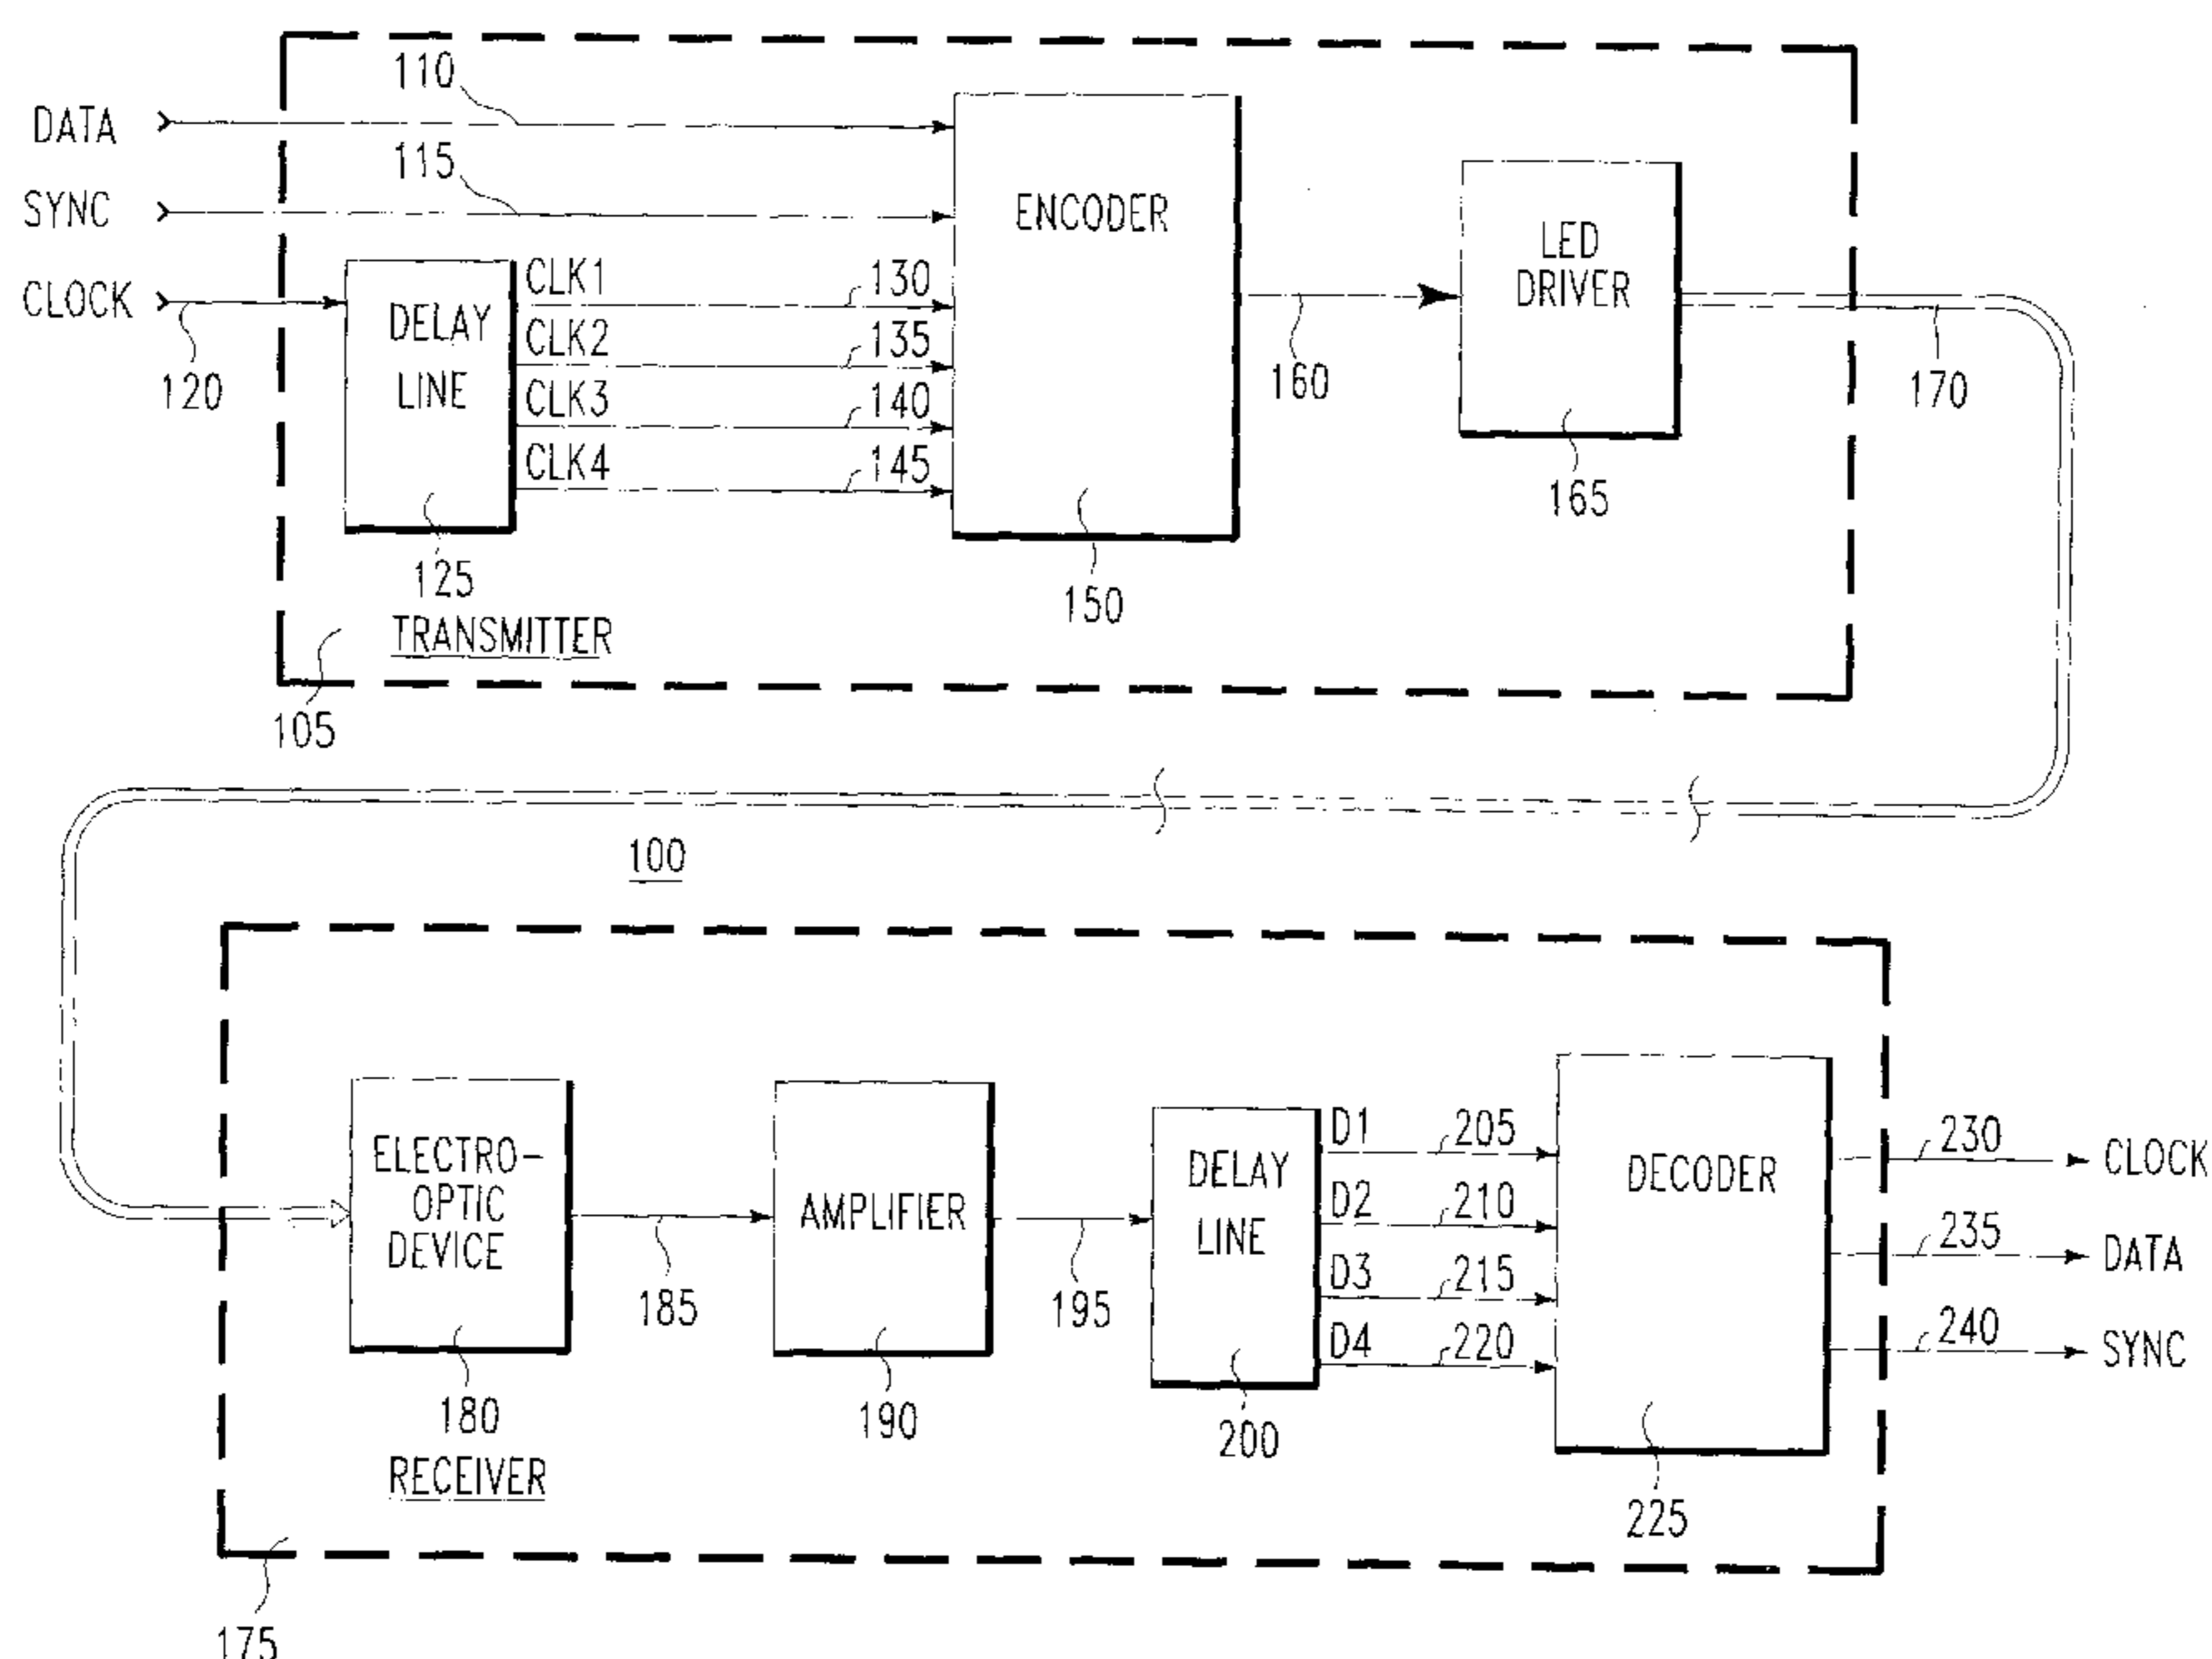 110
DATA
115
SYNC
ENCODER
LED
DRIVER
CLOCK
CLK1
130
DELAY
LINE
CLK2
135
120
CLK3
140
160
170
CLK4
145
165
125
150
TRANSMITTER
105
100
D1
205
230
CLOCK
ELECTRO-
OPTIC
DEVICE
AMPLIFIER
DELAY
LINE
DECODER
D2
210
235
DATA
D3
215
185
195
D4
220
240
SYNC
180
190
200
RECEIVER
225
175